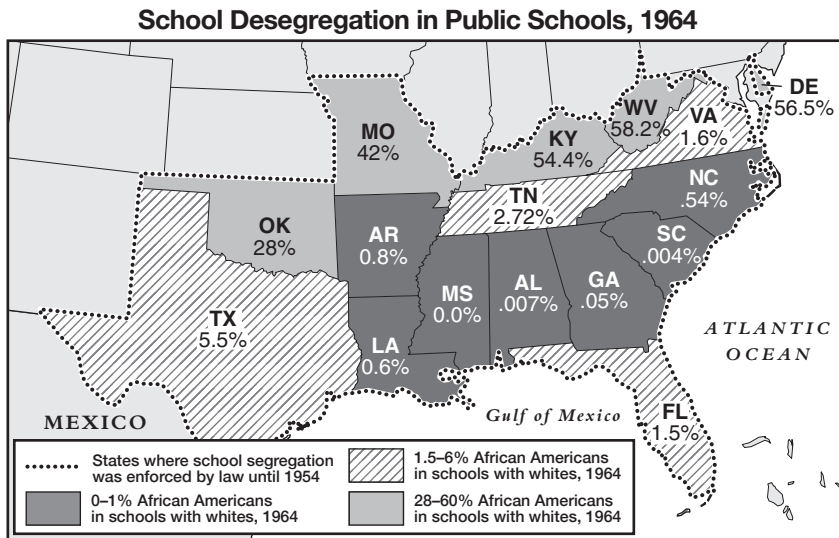 School Desegregation in Public Schools, 1964
DE
56.5%
WV
58.2%
VA
1.6%
MO
42%
KY
54.4%
NC
.54%
TN
2.72%
OK
28%
AR
0.8%
SC
.004%
MS
0.0%
AL
.007%
GA
.05%
TX
5.5%
LA
0.6%
ATLANTIC
OCEAN
MEXICO
Gulf of Mexico
FL
1.5%
States where school segregation
was enforced by law until 1954
1.5–6% African Americans
in schools with whites, 1964
0–1% African Americans
in schools with whites, 1964
28–60% African Americans
in schools with whites, 1964